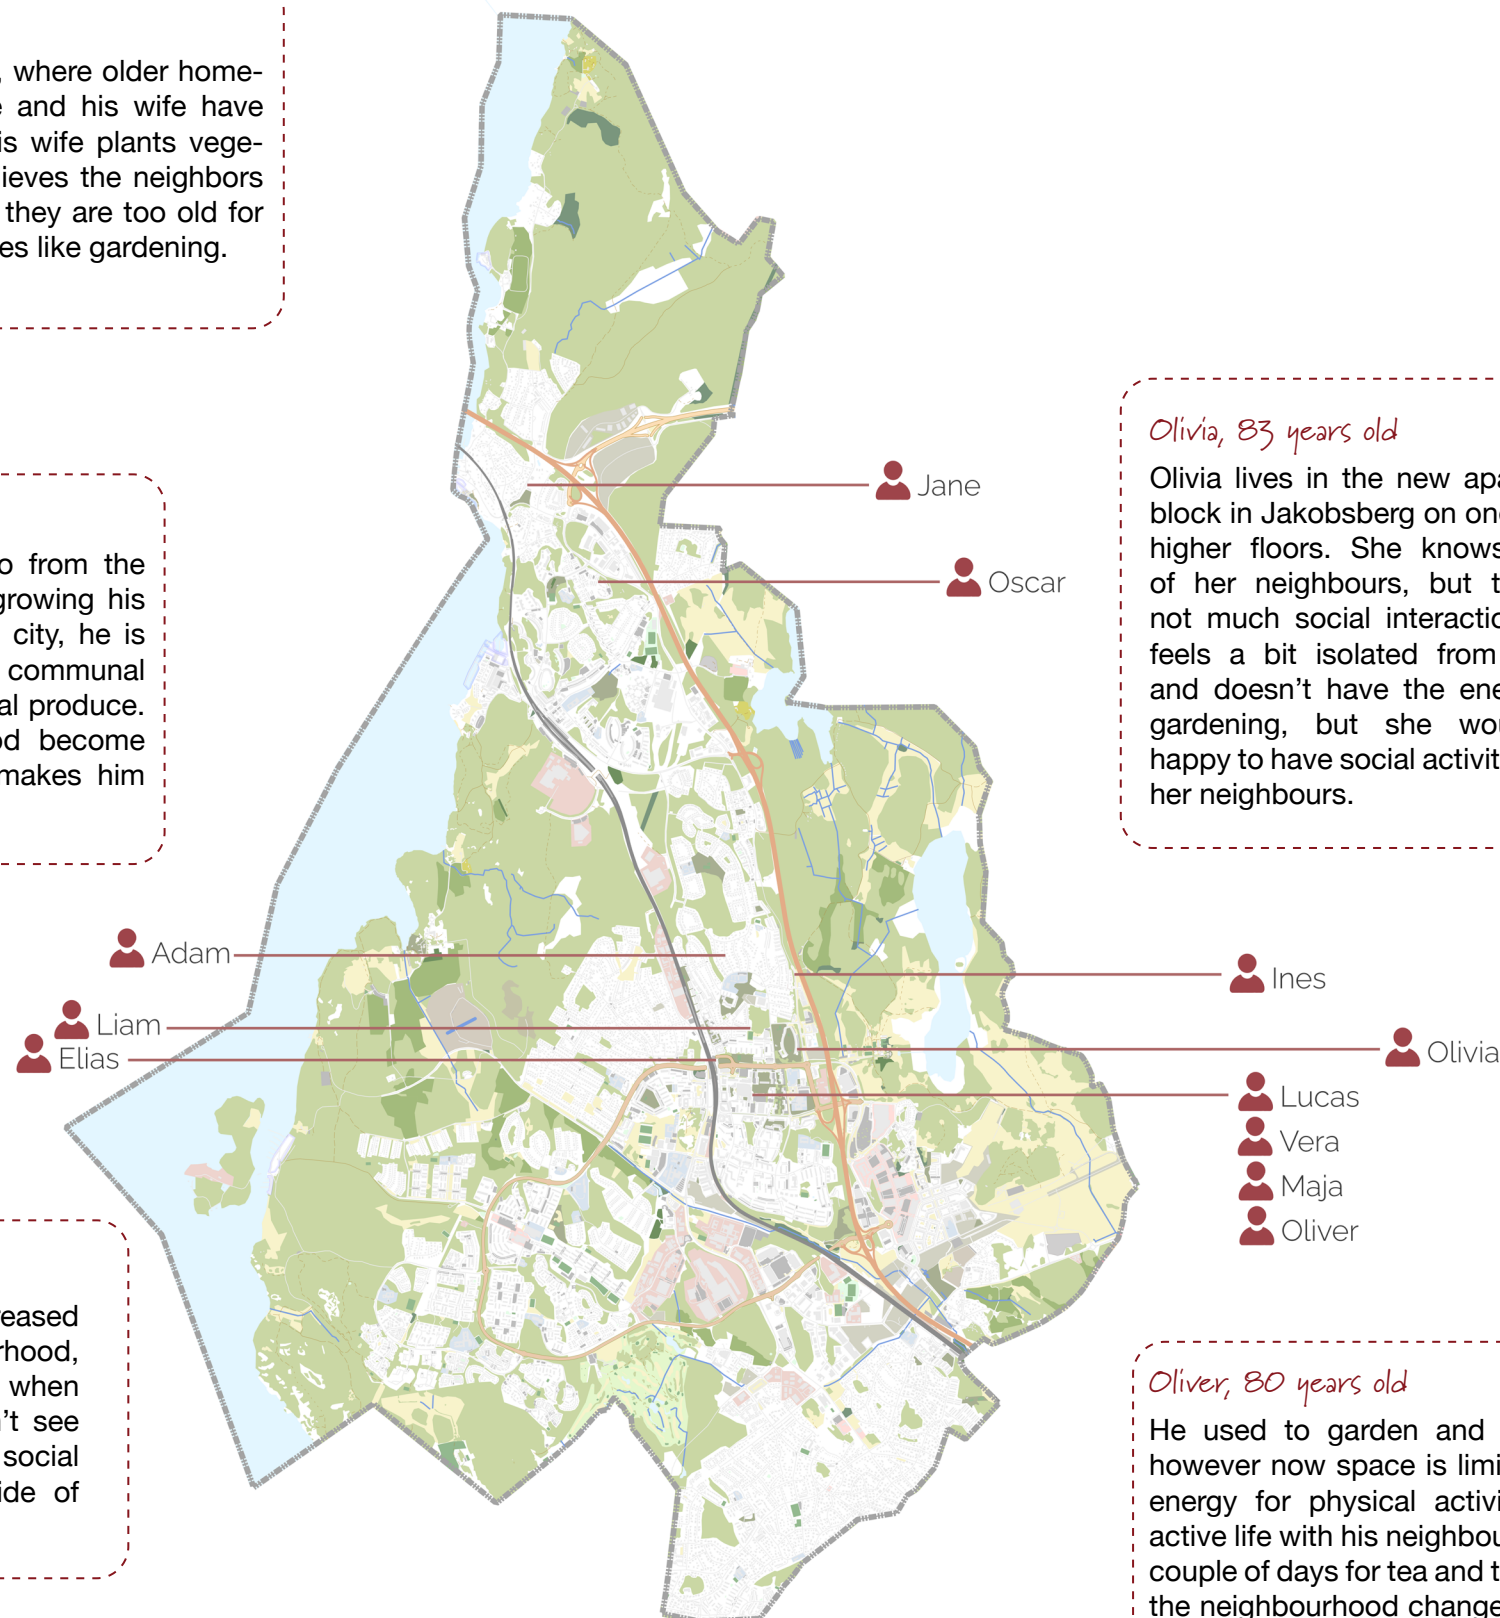 , where older home-
e and his wife have
is wife plants vege-
lieves the neighbors
they are too old for
es like gardening.
o from the
growing his
city, he is
communal
al produce.
od become
makes him
reased
rhood,
when
't see
social
ide of
Jane
Oscar
Adam
Liam
Elias
Ines
Olivia
Lucas
Vera
Maja
Oliver
Olivia, 83 years old
Olivia lives in the new apa
block in Jakobsberg on one
higher floors. She knows
of her neighbours, but t
not much social interactio
feels a bit isolated from
and doesn't have the ene
gardening, but she wou
happy to have social activit
her neighbours.
Oliver, 80 years old
He used to garden and
however now space is limi
energy for physical activi
active life with his neighbou
couple of days for tea and t
the neighbourhood change